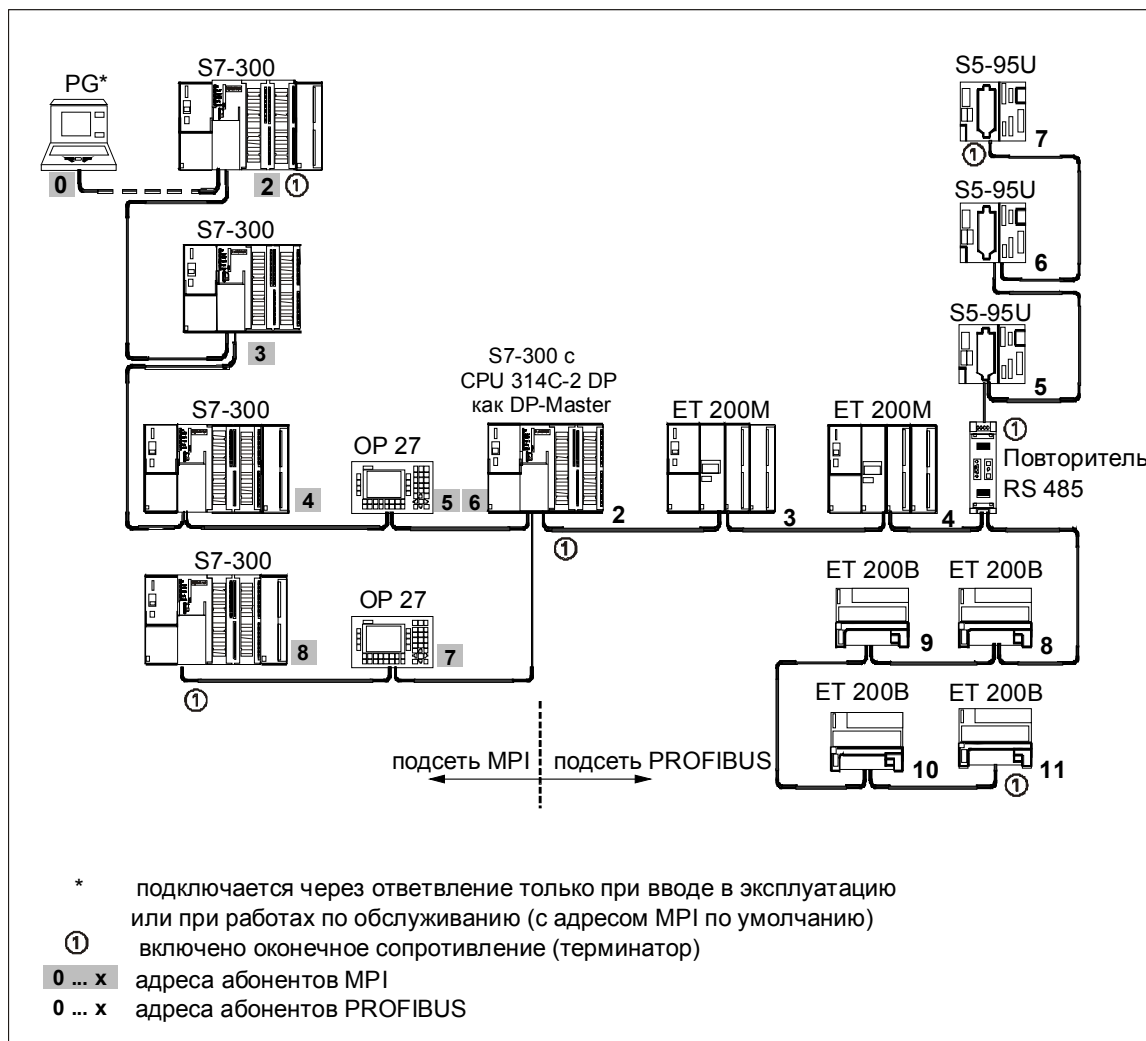 PG*
S7-300
0
2 ①
S7-300
3
S7-300
4
OP 27
5 6
S7-300 с
CPU 314C-2 DP
как DP-Master
2
①
ET 200M
3
ET 200M
4
S5-95U
7
①
S5-95U
6
S5-95U
5
①
Повторитель
RS 485
S7-300
8
①
OP 27
7
ET 200B
9
ET 200B
8
ET 200B
10
ET 200B
11
①
подсеть MPI
подсеть PROFIBUS
* подключается через ответвление только при вводе в эксплуатацию
или при работах по обслуживанию (с адресом MPI по умолчанию)
① включено оконечное сопротивление (терминатор)
0 ... x адреса абонентов MPI
0 ... x адреса абонентов PROFIBUS